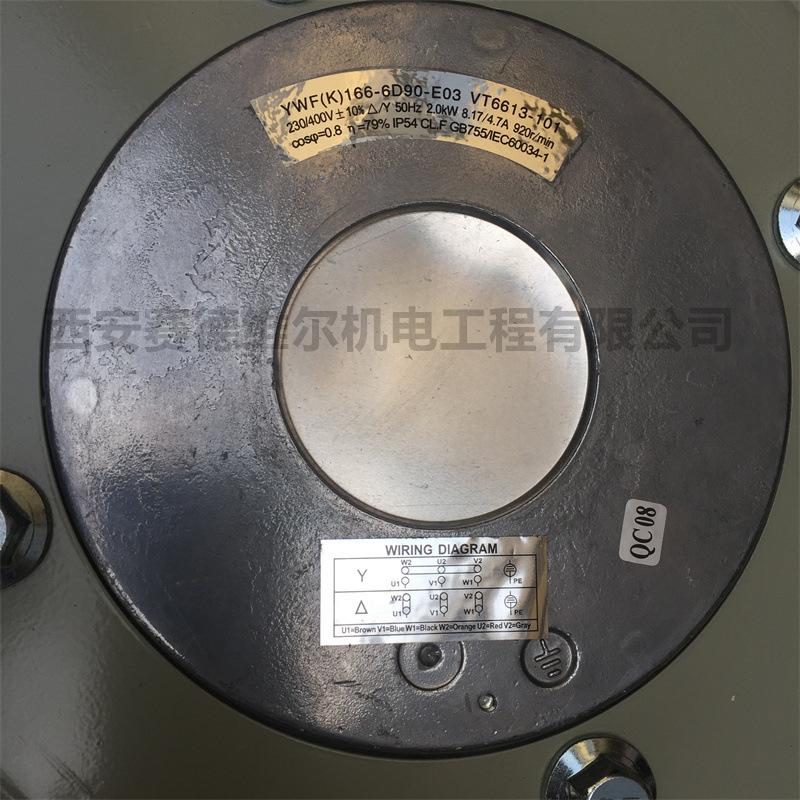 YWF(K)166-6D90-E03 VT6613-101
230/400V±10% △/Y 50Hz 2.0kW 8.17/4.7A 920r/min
cosφ=0.8 η=79% IP54 CL.F GB755/IEC60034-1
西安赛德维尔机电工程有限公司
QC 08
WIRING DIAGRAM
W2 U2 V2
Y U1 V1 W1 PE
W2 U2 V2
△ U1 V1 W1 PE
U1=Brown V1=Blue W1=Black W2=Orange U2=Red V2=Gray